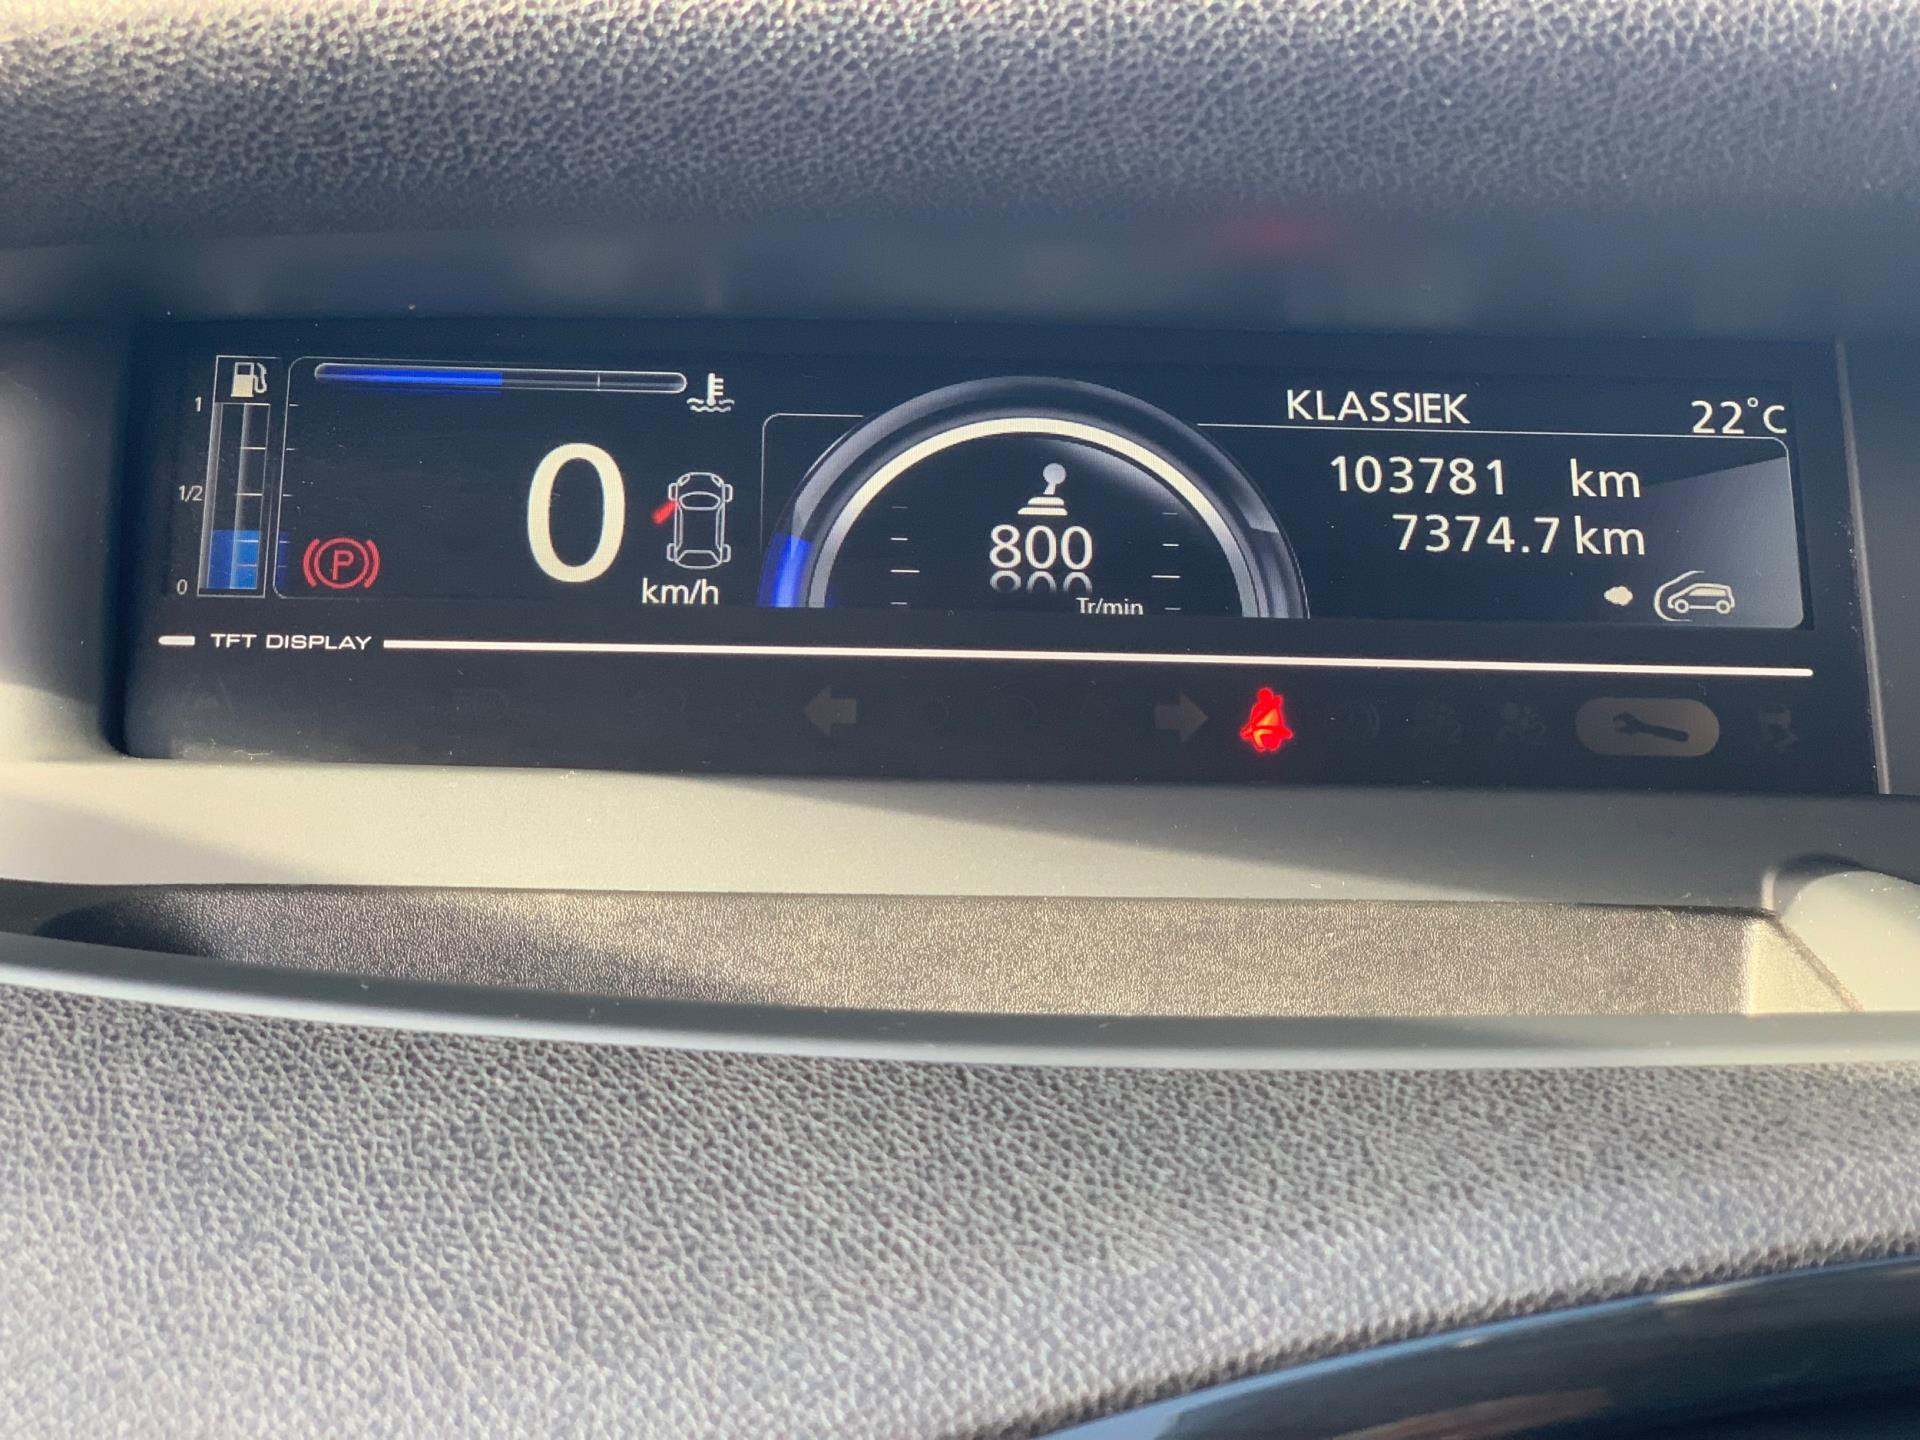 KLASSIEK 22°C
1
103781 km
1/2
0
7374.7 km
800
(P)
0
km/h
Tr/min
TFT DISPLAY